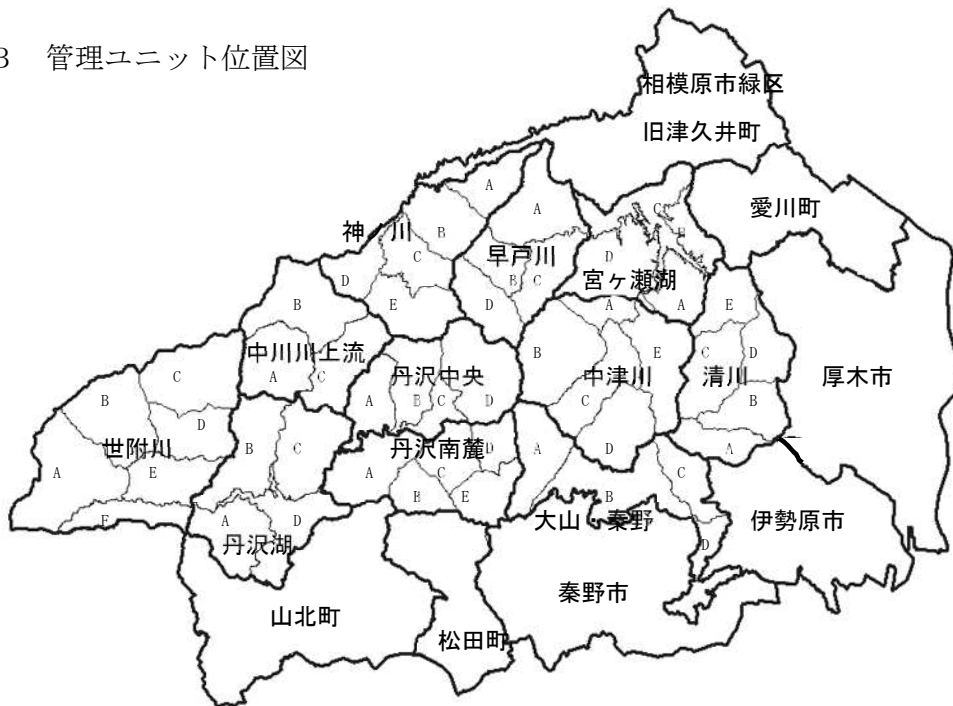 3 管理ユニット位置図
相模原市緑区
旧津久井町
愛川町
A
A
神ノ川
B
C
早戸川
C
E
D
B C
D
宮ヶ瀬湖
E
D
A
A
E
B
中川川上流
A C
丹沢中央
A B C D
B
E
中津川
C
D
C D
清川
B
A
厚木市
C
B
D
世附川
A
E
F
B
C
丹沢南麓
A
C
D
B
E
A
C
B
大山 秦野
D
伊勢原市
A
D
丹沢湖
秦野市
山北町
松田町